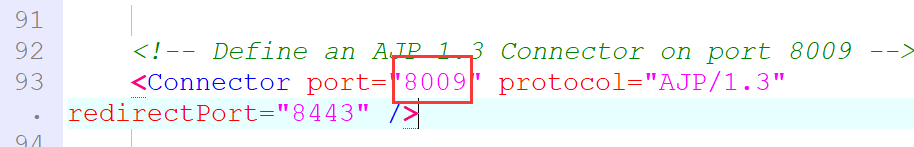 91
92 <!-- Define an AJP 1.3 Connector on port 8009 -->
93 <Connector port="8009" protocol="AJP/1.3"
. redirectPort="8443" />
94